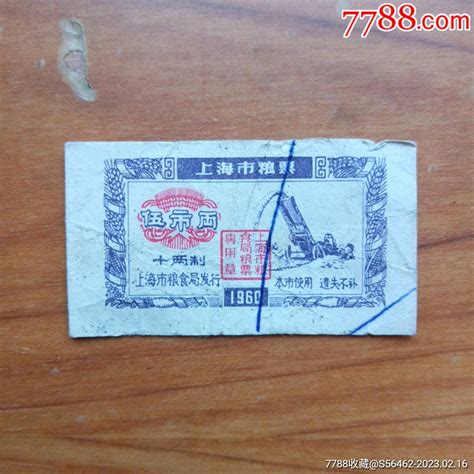 7788.com
上海市粮票
伍市両
十两制
上海市粮食局发行
上海市粮
食局粮票
專用章
本市使用 遗失不补
1960
7788收藏@S56462-2023.02.16